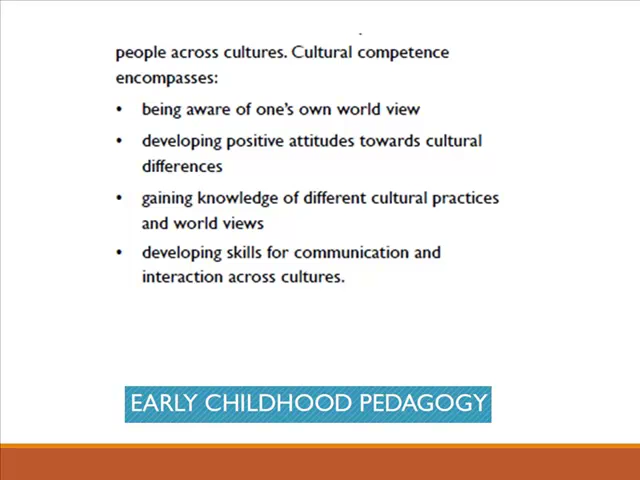 people across cultures. Cultural competence
encompasses:
• being aware of one's own world view
• developing positive attitudes towards cultural
differences
• gaining knowledge of different cultural practices
and world views
• developing skills for communication and
interaction across cultures.
EARLY CHILDHOOD PEDAGOGY